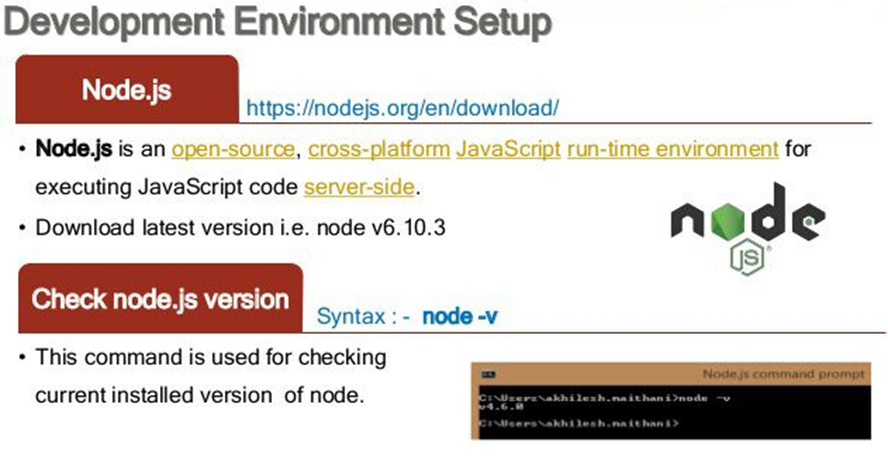 Development Environment Setup
Node.js
https://nodejs.org/en/download/
• Node.js is an open-source, cross-platform JavaScript run-time environment for
executing JavaScript code server-side.
• Download latest version i.e. node v6.10.3
node
JS®
Check node.js version
Syntax : - node -v
• This command is used for checking
current installed version of node.
Node.js command prompt
C:\Users\akhilesh.maithani>node -v
v4.6.0
C:\Users\akhilesh.maithani>